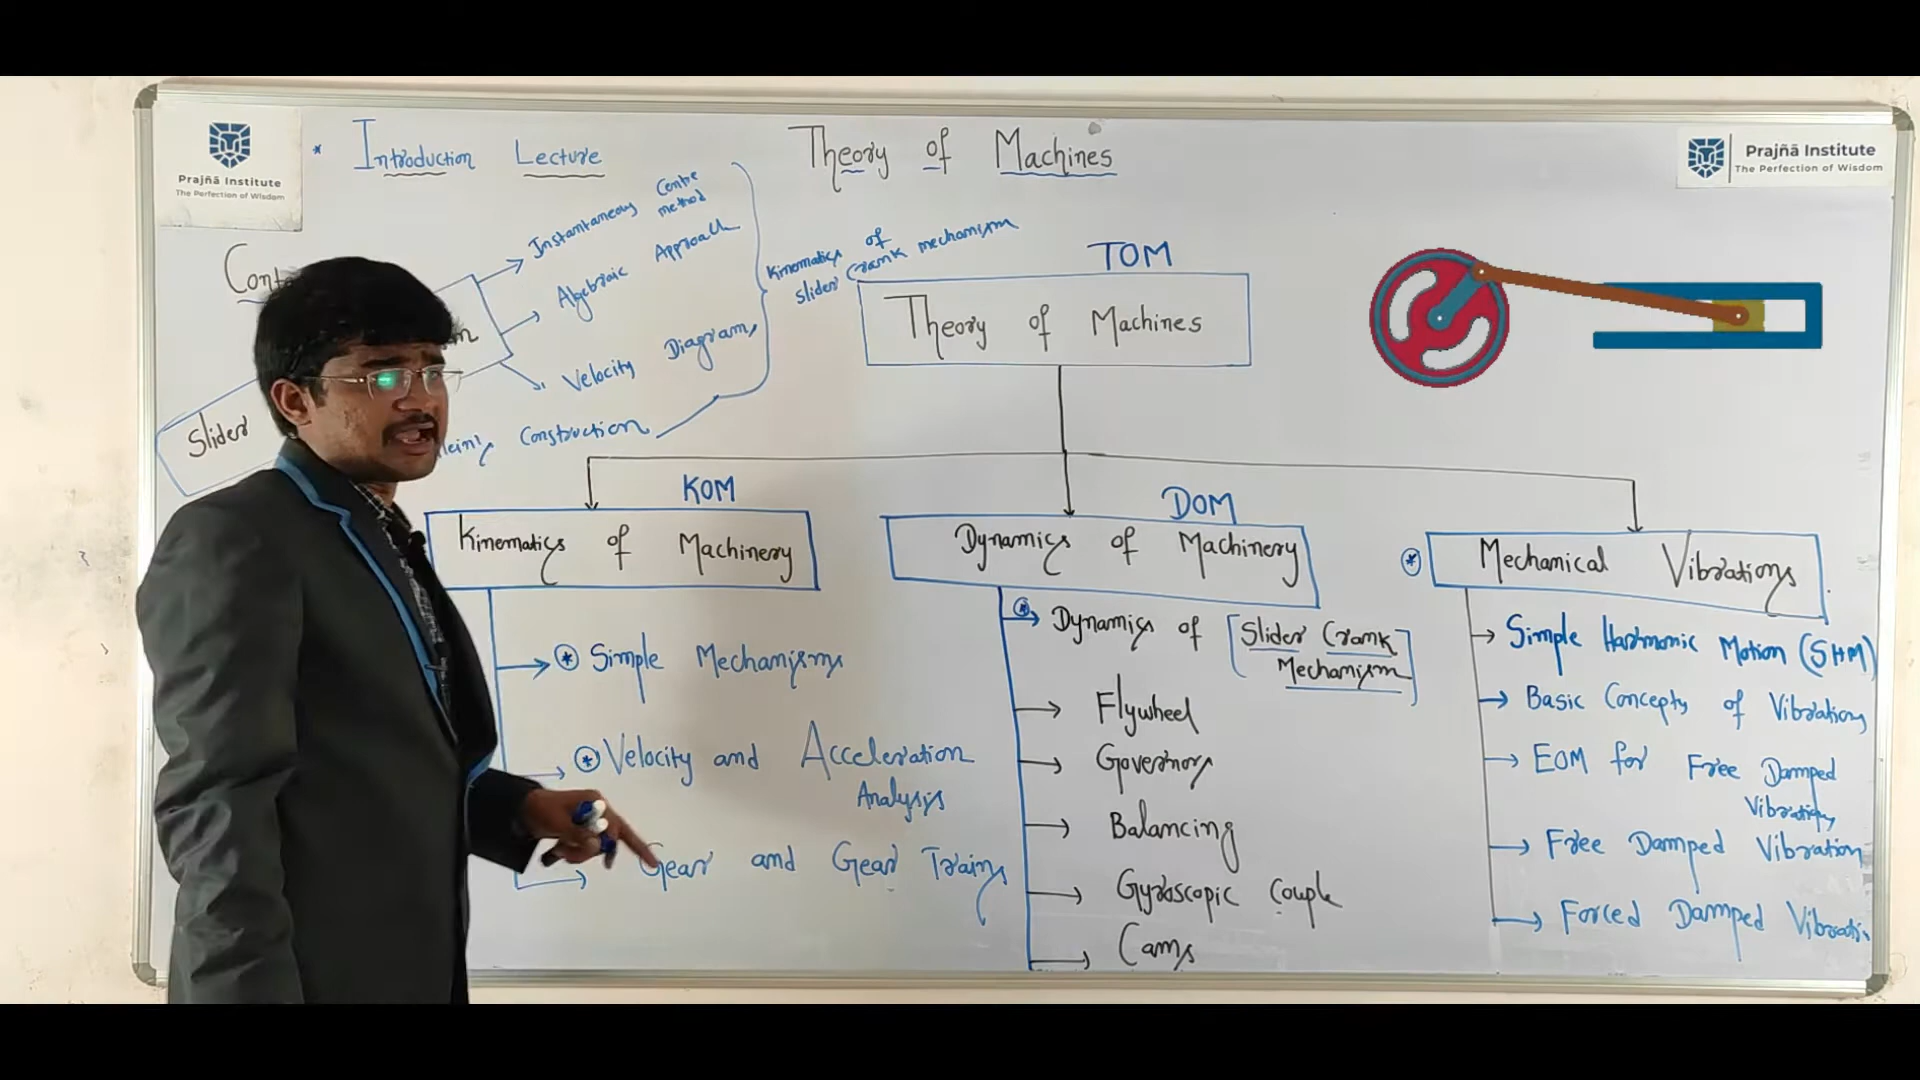 Prajñā Institute
The Perfection of Wisdom
* Introduction Lecture
Theory of Machines
Prajñā Institute
The Perfection of Wisdom
Instantaneous Centre
method
Algebraic Approach
Velocity Diagram
Construction
Slider
Kinematics of
Slider Crank mechanism
TOM
Theory of Machines
KOM
Kinematics of Machinery
* Simple Mechanisms
* Velocity and Acceleration
Analysis
Gear and Gear Trains
DOM
Dynamics of Machinery
* Dynamics of [Slider Crank
Mechanism]
Flywheel
Governors
Balancing
Gyroscopic Couple
Cams
* Mechanical Vibrations
Simple Harmonic Motion (SHM)
Basic Concepts of Vibrations
EOM for Free Damped
Vibrations
Free Damped Vibration
Forced Damped Vibrati